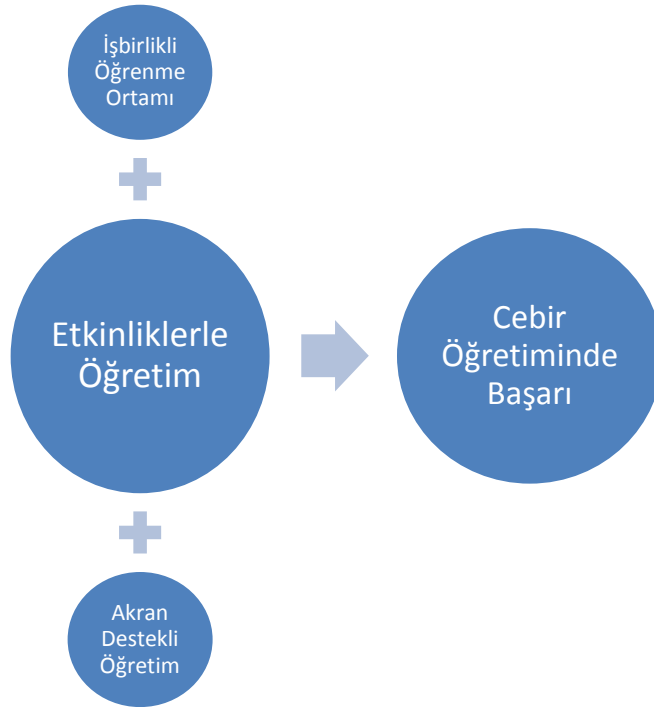 İşbirlikli
Öğrenme
Ortamı
Etkinliklerle
Öğretim
Akran
Destekli
Öğretim
Cebir
Öğretiminde
Başarı